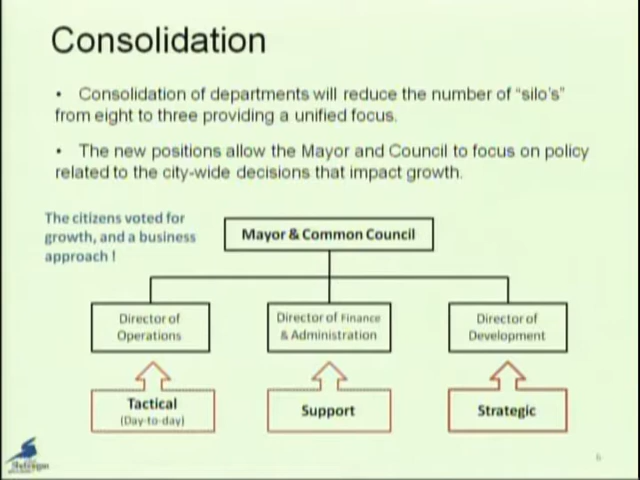 Consolidation
• Consolidation of departments will reduce the number of “silo’s”
from eight to three providing a unified focus.
• The new positions allow the Mayor and Council to focus on policy
related to the city-wide decisions that impact growth.
The citizens voted for
growth, and a business
approach !
Mayor & Common Council
Director of
Operations
Director of Finance
& Administration
Director of
Development
Tactical
(Day-to-day)
Support
Strategic
6